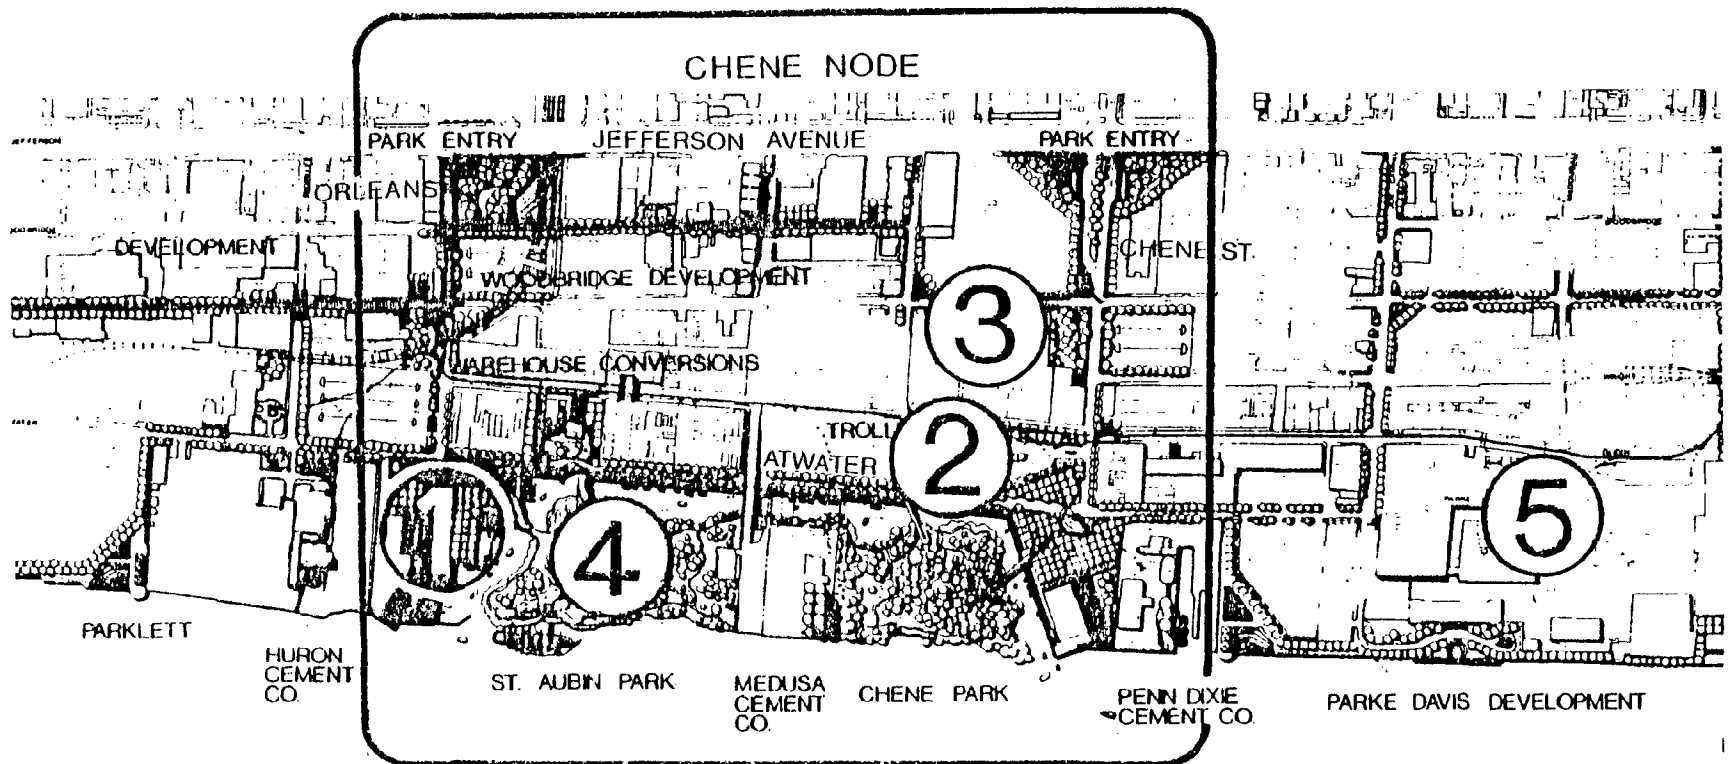 CHENE NODE
JEFFERSON
PARK ENTRY
JEFFERSON AVENUE
PARK ENTRY
ORLEANS
DEVELOPMENT
CHENE ST.
WOODBRIDGE DEVELOPMENT
3
WAREHOUSE CONVERSIONS
TROLL
2
ATWATER
1
4
5
PARKLETT
HURON
CEMENT
CO.
ST. AUBIN PARK
MEDUSA
CEMENT
CO.
CHENE PARK
PENN DIXIE
CEMENT CO.
PARKE DAVIS DEVELOPMENT